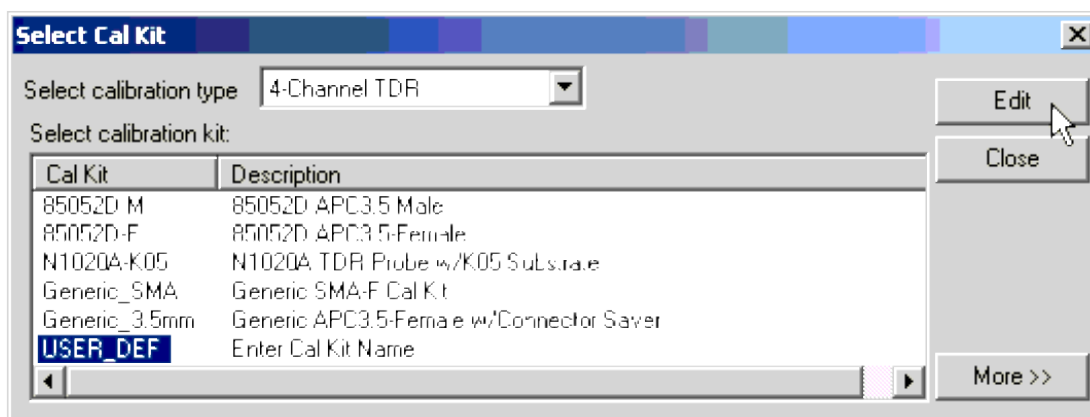 Select Cal Kit
Select calibration type 4-Channel TDR
Edit
Select calibration kit:
Close
Cal Kit Description
85052D-M 85052D APC3.5 Male
85052D-F 85052D APC3.5-Female
N1020A-K05 N1020A TDR Probe w/K05 Substrate
Generic_SMA Generic SMA-F Cal Kit
Generic_3.5mm Generic APC3.5-Female w/Connector Saver
USER_DEF Enter Cal Kit Name
More >>